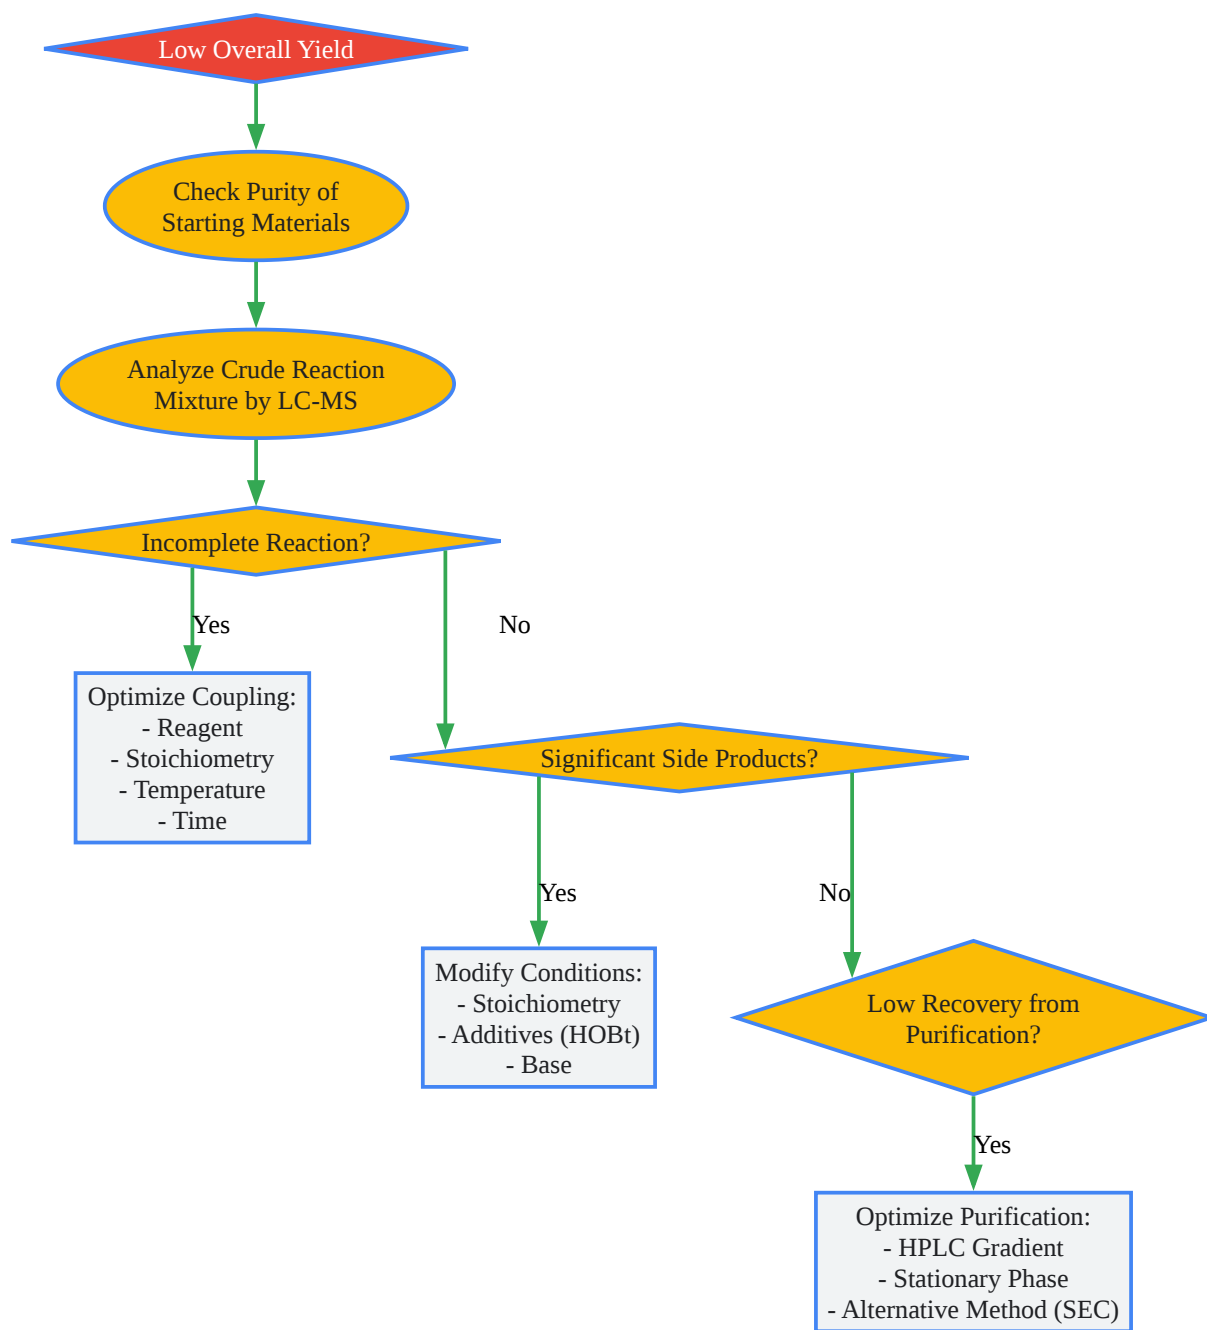 Low Overall Yield
Check Purity of
Starting Materials
Analyze Crude Reaction
Mixture by LC-MS
Incomplete Reaction?
Yes
No
Optimize Coupling:
- Reagent
- Stoichiometry
- Temperature
- Time
Significant Side Products?
Yes
No
Modify Conditions:
- Stoichiometry
- Additives (HOBt)
- Base
Low Recovery from
Purification?
Yes
Optimize Purification:
- HPLC Gradient
- Stationary Phase
- Alternative Method (SEC)